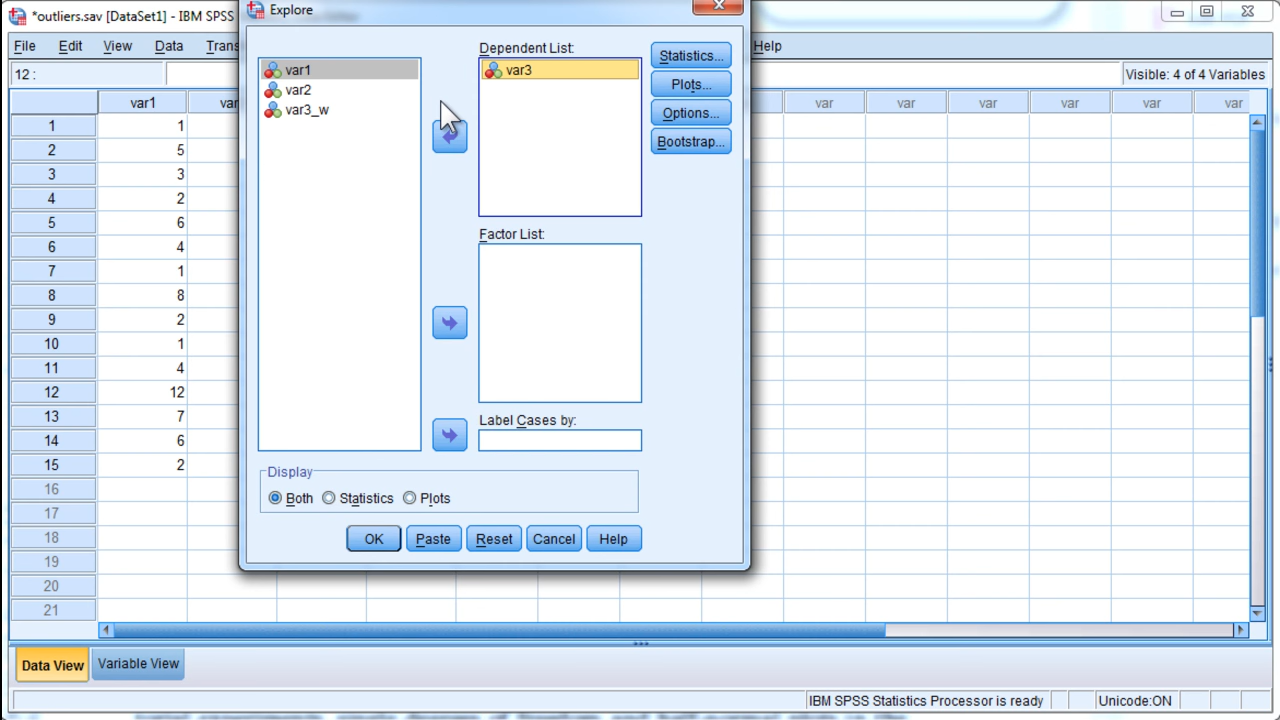 *outliers.sav [DataSet1] - IBM SPSS
Explore
File Edit View Data Trans Help
12 :
Visible: 4 of 4 Variables
var1 var var var var var var var
1 1
2 5
3 3
4 2
5 6
6 4
7 1
8 8
9 2
10 1
11 4
12 12
13 7
14 6
15 2
16
17
18
19
20
21
var1
var2
var3_w
Dependent List:
var3
Factor List:
Label Cases by:
Statistics...
Plots...
Options...
Bootstrap...
Display
Both Statistics Plots
OK Paste Reset Cancel Help
Data View Variable View
IBM SPSS Statistics Processor is ready Unicode:ON